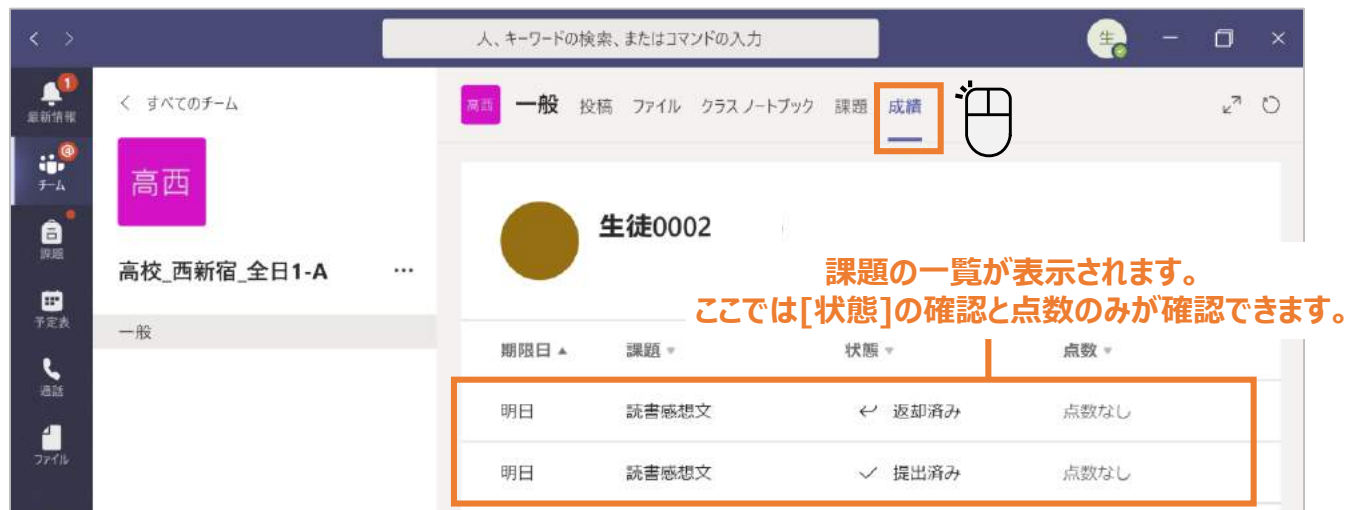 人、キーワードの検索、またはコマンドの入力
生
1
最新情報
@
チーム
課題
予定表
通話
ファイル
すべてのチーム
高西
高校_西新宿_全日1-A
…
一般
高西 一般 投稿 ファイル クラス ノートブック 課題 成績
生徒0002
課題の一覧が表示されます。
ここでは[状態]の確認と点数のみが確認できます。
期限日 課題 状態 点数
明日 読書感想文 返却済み 点数なし
明日 読書感想文 提出済み 点数なし